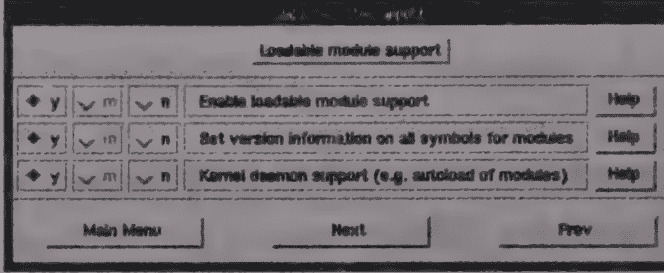 Loadable module support
y m n Enable loadable module support Help
y m n Set version information on all symbols for modules Help
y m n Kernel daemon support (e.g. autoload of modules) Help
Main Menu Next Prev